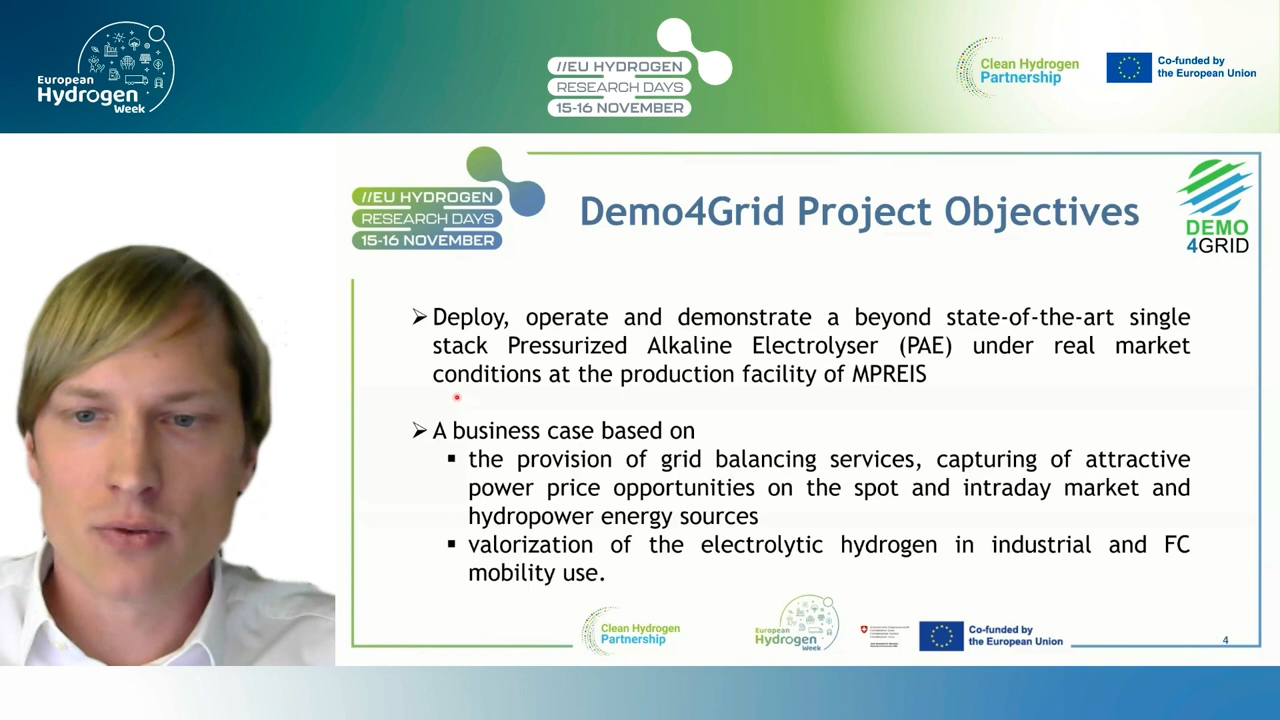 European
Hydrogen
Week
//EU HYDROGEN
RESEARCH DAYS
15-16 NOVEMBER
Clean Hydrogen
Partnership
Co-funded by
the European Union
//EU HYDROGEN
RESEARCH DAYS
15-16 NOVEMBER
Demo4Grid Project Objectives
DEMO
4GRID
➢ Deploy, operate and demonstrate a beyond state-of-the-art single
stack Pressurized Alkaline Electrolyser (PAE) under real market
conditions at the production facility of MPREIS
➢ A business case based on
▪ the provision of grid balancing services, capturing of attractive
power price opportunities on the spot and intraday market and
hydropower energy sources
▪ valorization of the electrolytic hydrogen in industrial and FC
mobility use.
Clean Hydrogen
Partnership
European
Hydrogen
Week
Co-funded by
the European Union
4